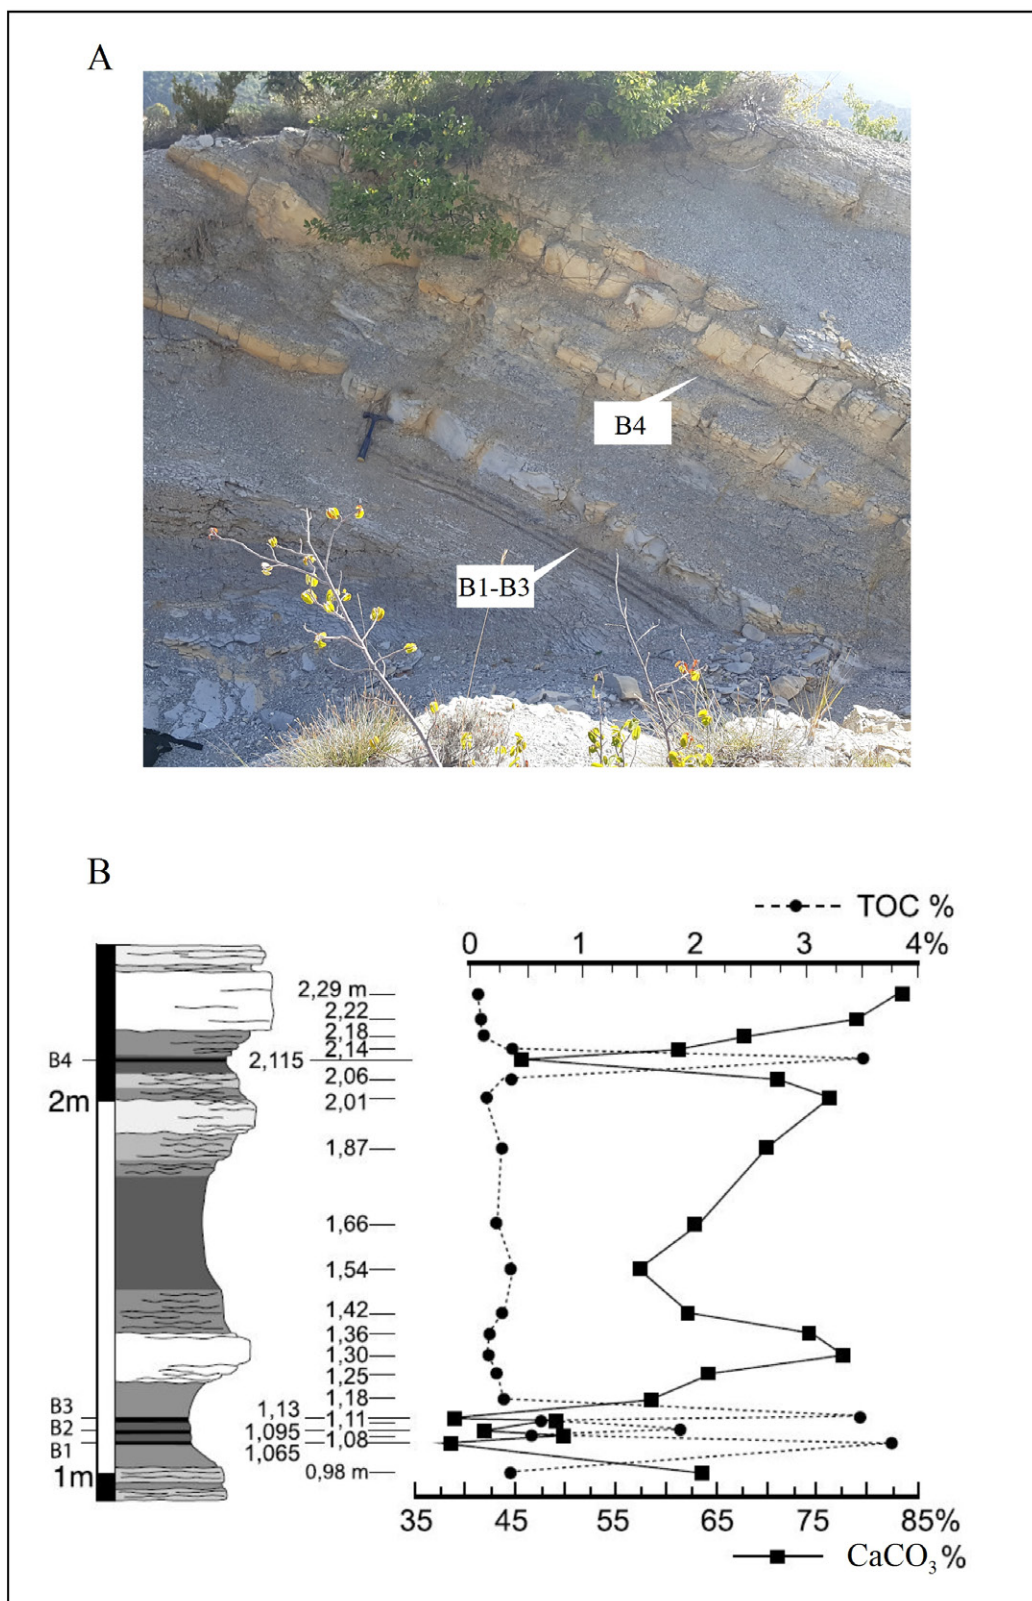 A
B4
B1-B3
B
TOC %
0 1 2 3 4%
2,29 m
2,22
2,18
2,14
B4 2,115
2,06
2m 2,01
1,87
1,66
1,54
1,42
1,36
1,30
1,25
1,18
B3 1,13 1,11
B2 1,095
B1 1,065 1,08
1m 0,98 m
35 45 55 65 75 85%
CaCO₃ %